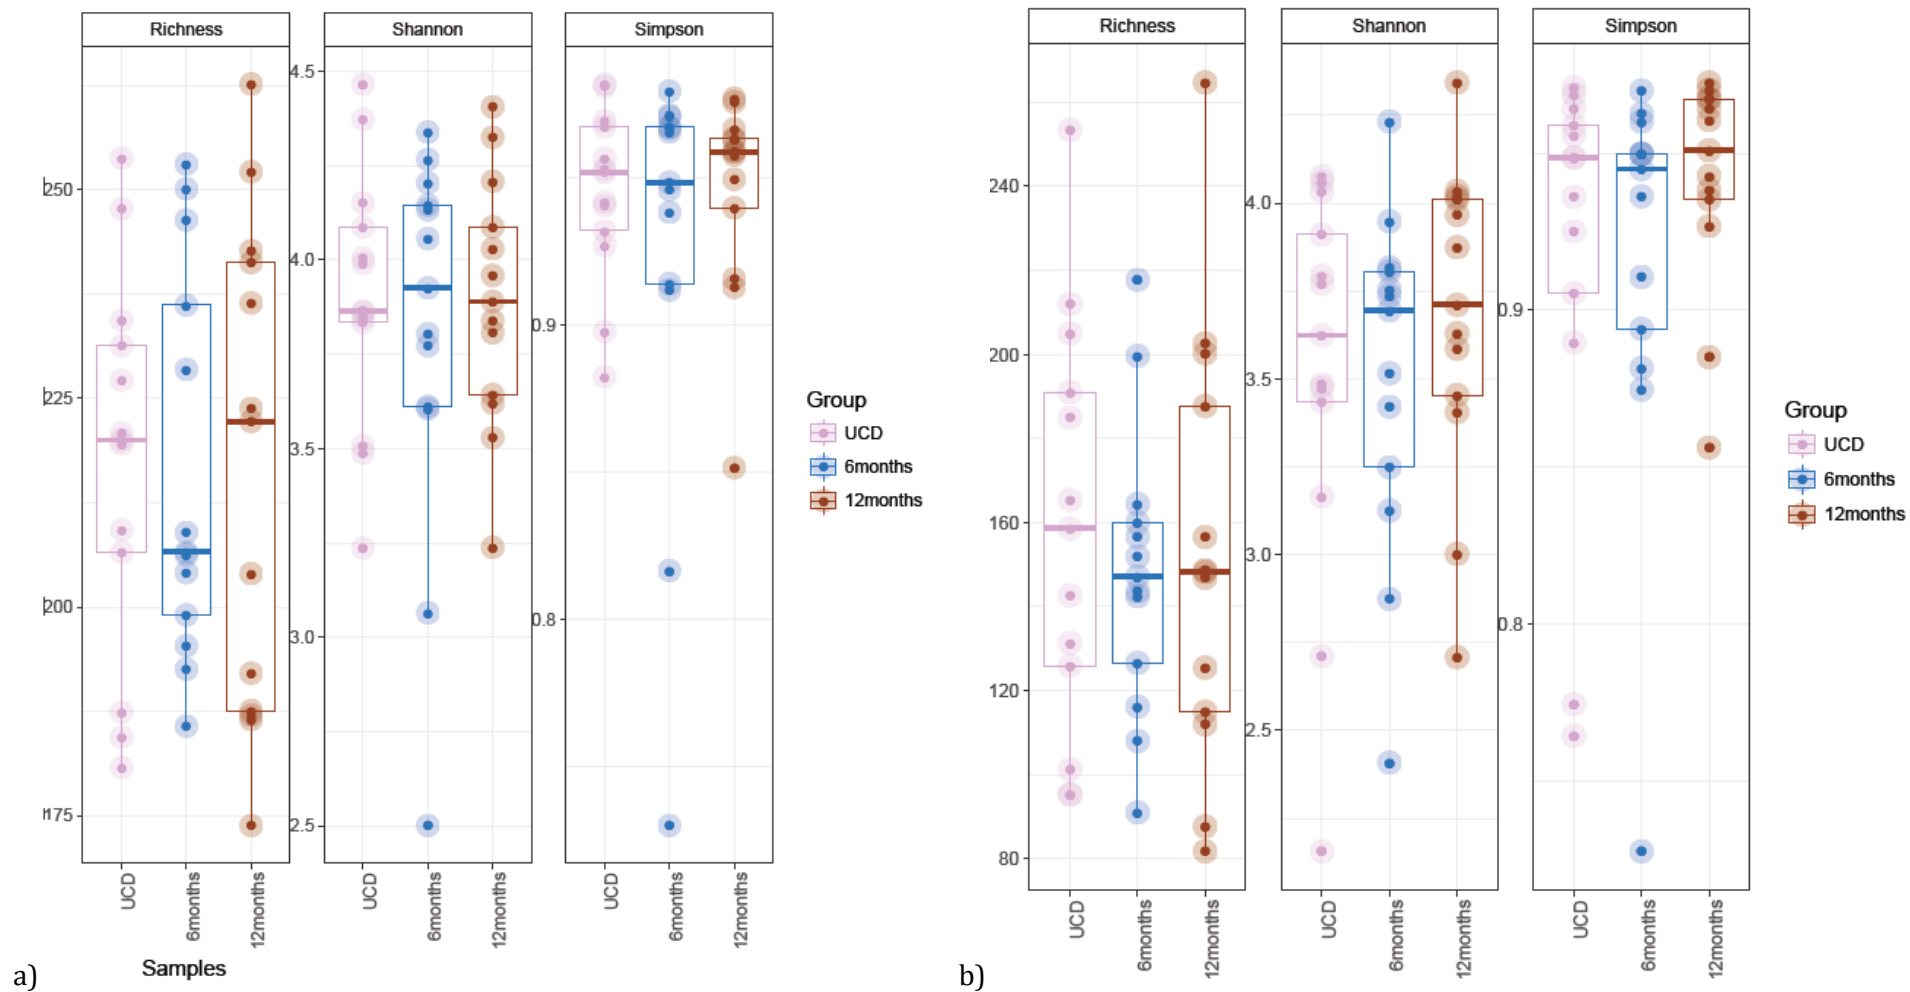 Richness
Shannon
Simpson
250
225
200
175
4.5
4.0
3.5
3.0
2.5
0.9
0.8
UCD
6months
12months
UCD
6months
12months
UCD
6months
12months
Samples
Group
UCD
6months
12months
a)
Richness
Shannon
Simpson
240
200
160
120
80
4.0
3.5
3.0
2.5
0.9
0.8
UCD
6months
12months
UCD
6months
12months
UCD
6months
12months
Group
UCD
6months
12months
b)